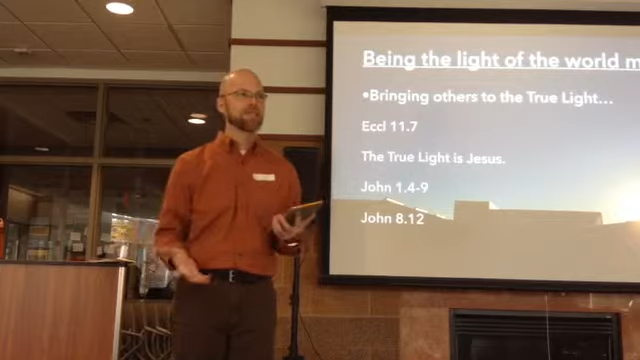 Being the light of the world m
•Bringing others to the True Light...
Eccl 11.7
The True Light is Jesus.
John 1.4-9
John 8.12